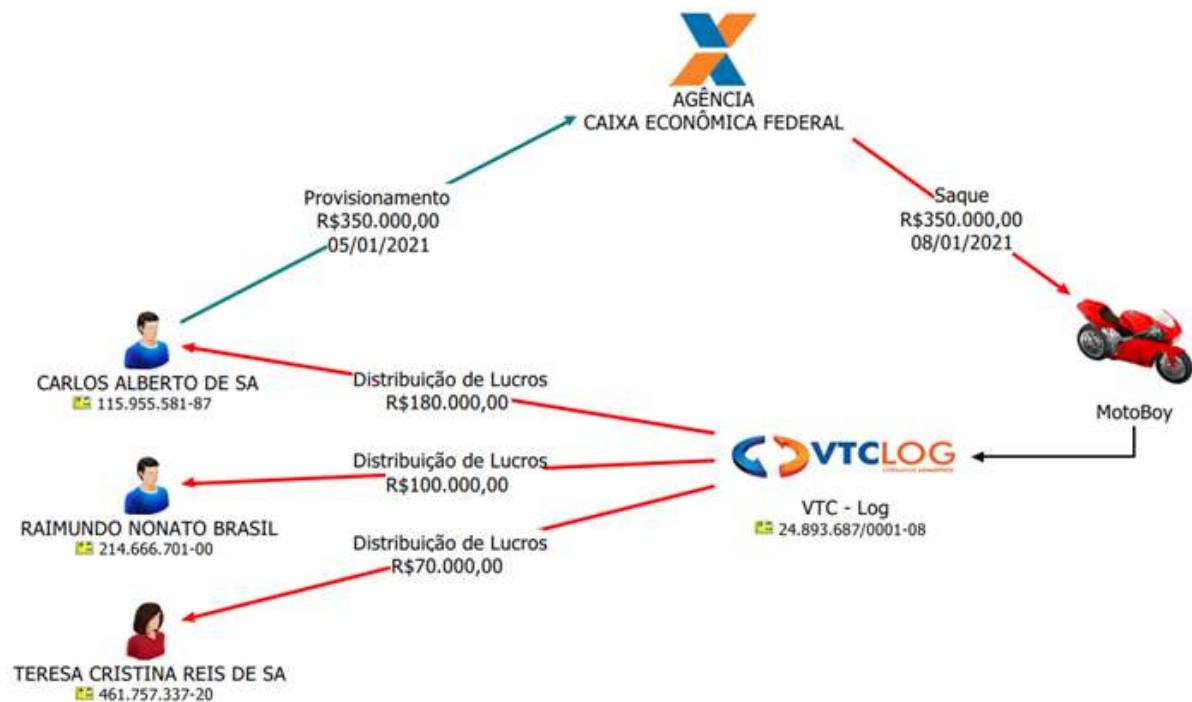 AGÊNCIA
CAIXA ECONÔMICA FEDERAL
Provisionamento
R$350.000,00
05/01/2021
Saque
R$350.000,00
08/01/2021
CARLOS ALBERTO DE SA
115.955.581-87
Distribuição de Lucros
R$180.000,00
MotoBoy
Distribuição de Lucros
R$100.000,00
VTCLOG
RAIMUNDO NONATO BRASIL
214.666.701-00
VTC - Log
24.893.687/0001-08
Distribuição de Lucros
R$70.000,00
TERESA CRISTINA REIS DE SA
461.757.337-20